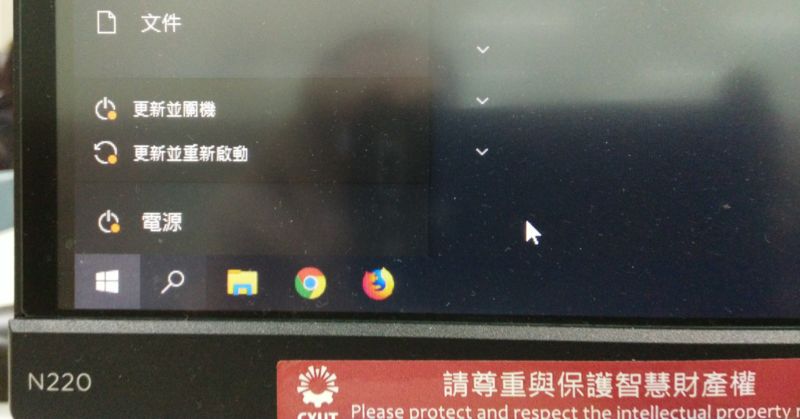 文件
更新並關機
更新並重新啟動
電源
N220
請尊重與保護智慧財產權
Please protect and respect the intellectual property